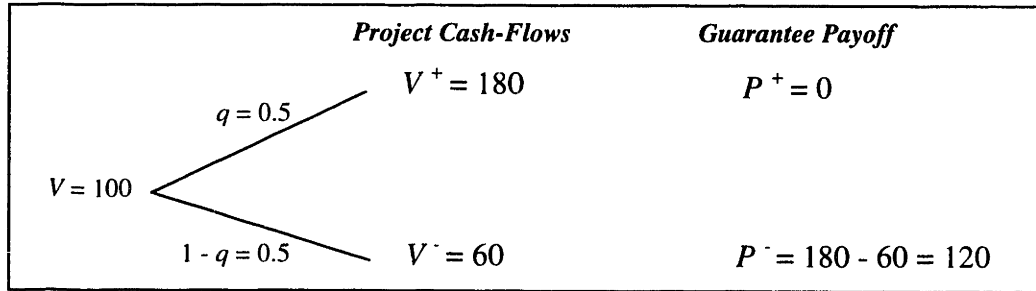 Project Cash-Flows Guarantee Payoff
V + = 180 P + = 0
q = 0.5
V = 100
1 - q = 0.5 V - = 60 P - = 180 - 60 = 120